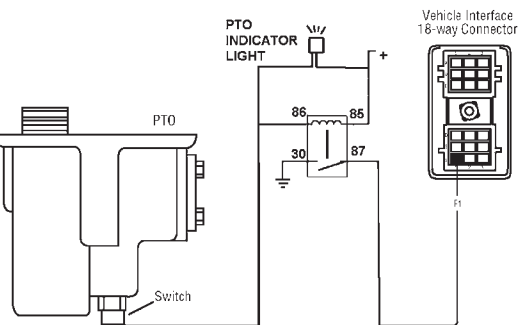 Vehicle Interface
18-way Connector
PTO
INDICATOR
LIGHT
+
86
85
PTO
30
87
F1
Switch